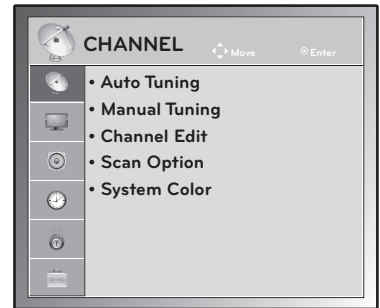 CHANNEL
Move
Enter
• Auto Tuning
• Manual Tuning
• Channel Edit
• Scan Option
• System Color